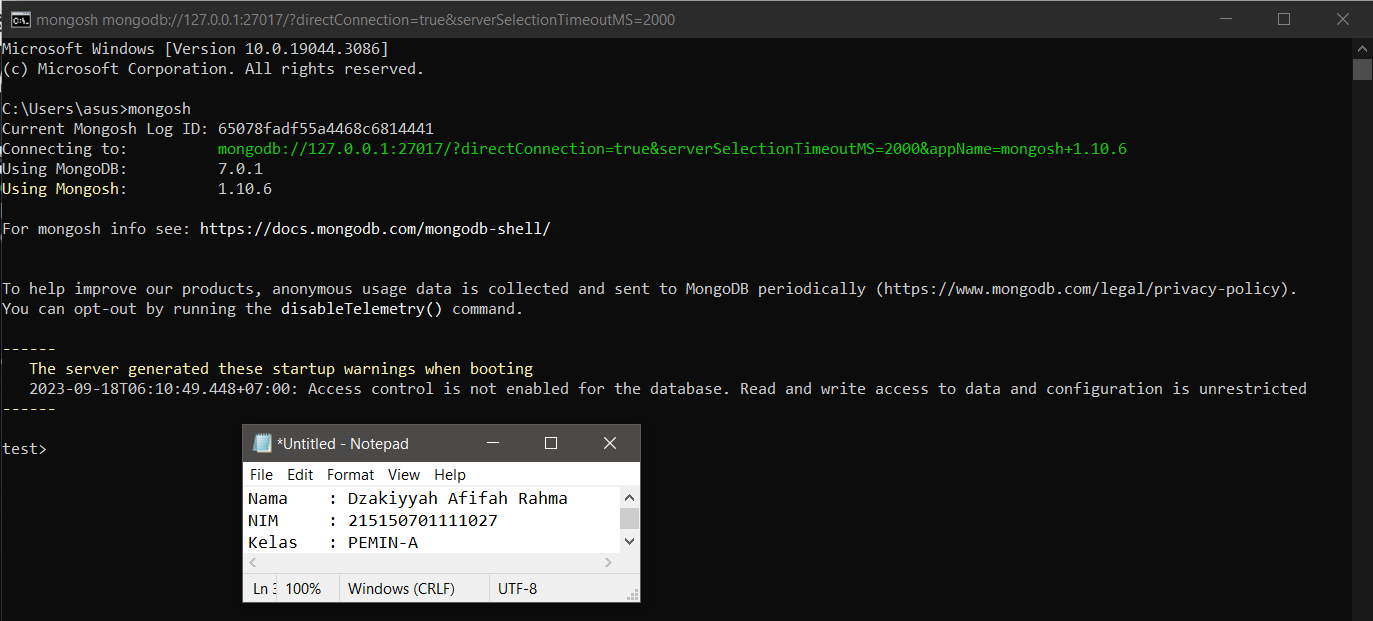 mongosh mongodb://127.0.0.1:27017/?directConnection=true&serverSelectionTimeoutMS=2000
Microsoft Windows [Version 10.0.19044.3086]
(c) Microsoft Corporation. All rights reserved.
C:\Users\asus>mongosh
Current Mongosh Log ID: 65078fadf55a4468c6814441
Connecting to: mongodb://127.0.0.1:27017/?directConnection=true&serverSelectionTimeoutMS=2000&appName=mongosh+1.10.6
Using MongoDB: 7.0.1
Using Mongosh: 1.10.6
For mongosh info see: https://docs.mongodb.com/mongodb-shell/
To help improve our products, anonymous usage data is collected and sent to MongoDB periodically (https://www.mongodb.com/legal/privacy-policy).
You can opt-out by running the disableTelemetry() command.
------
The server generated these startup warnings when booting
2023-09-18T06:10:49.448+07:00: Access control is not enabled for the database. Read and write access to data and configuration is unrestricted
------
test>
*Untitled - Notepad
File Edit Format View Help
Nama : Dzakiyyah Afifah Rahma
NIM : 215150701111027
Kelas : PEMIN-A
Ln 100% Windows (CRLF) UTF-8